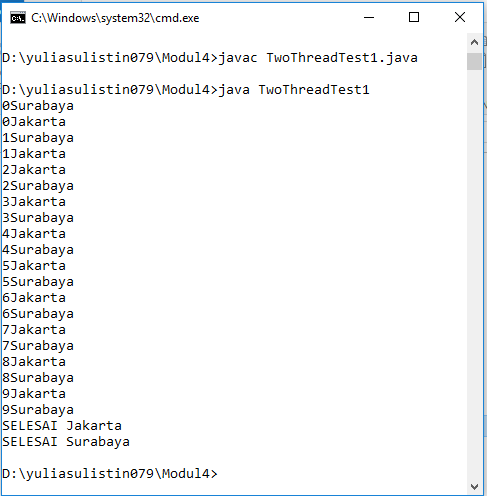 C:\Windows\system32\cmd.exe
D:\yuliasulistin079\Modul4>javac TwoThreadTest1.java
D:\yuliasulistin079\Modul4>java TwoThreadTest1
0Surabaya
0Jakarta
1Surabaya
1Jakarta
2Jakarta
2Surabaya
3Jakarta
3Surabaya
4Jakarta
4Surabaya
5Jakarta
5Surabaya
6Jakarta
6Surabaya
7Jakarta
7Surabaya
8Jakarta
8Surabaya
9Jakarta
9Surabaya
SELESAI Jakarta
SELESAI Surabaya
D:\yuliasulistin079\Modul4>